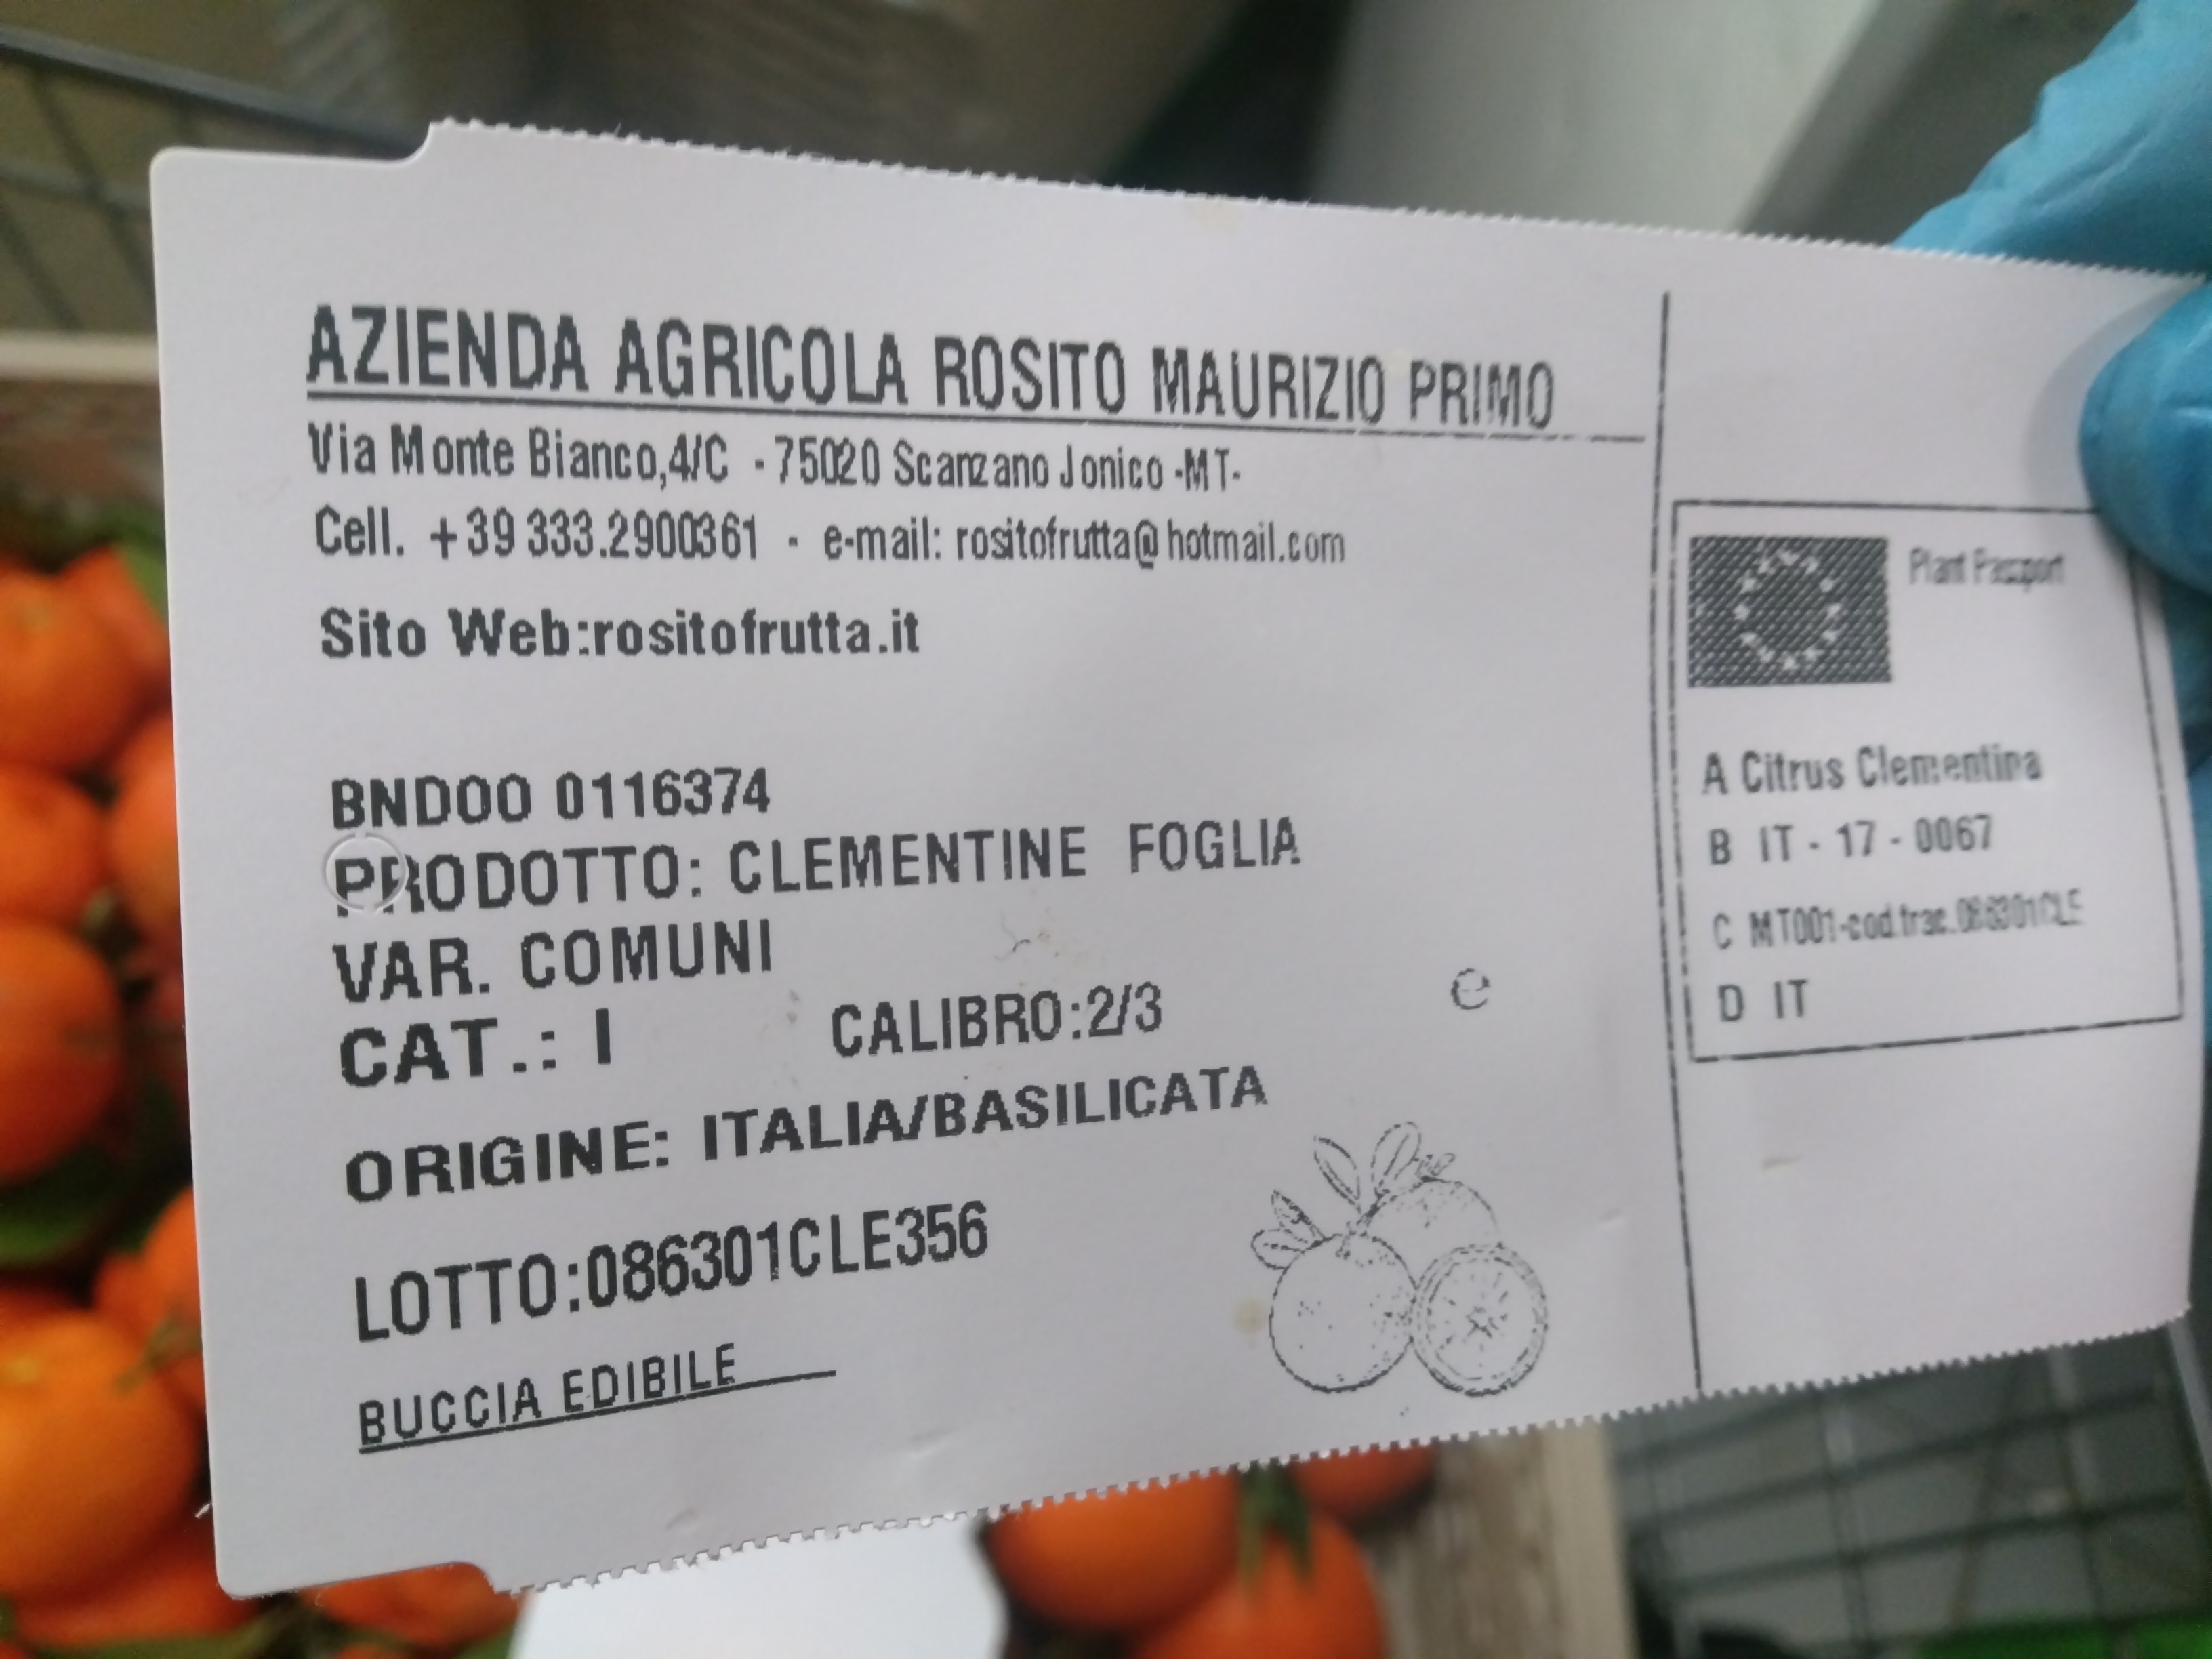 AZIENDA AGRICOLA ROSITO MAURIZIO PRIMO
Via Monte Bianco,4/C - 75020 Scanzano Jonico -MT-
Cell. +39 333.2900361 - e-mail: rositofrutta@hotmail.com
Sito Web:rositofrutta.it
BNDOO 0116374
PRODOTTO: CLEMENTINE FOGLIA
VAR. COMUNI
CAT.: I CALIBRO:2/3
e
ORIGINE: ITALIA/BASILICATA
LOTTO:086301CLE356
BUCCIA EDIBILE
Plant Passport
A Citrus Clementina
B IT - 17 - 0067
C MT001-cod.trac.086301CLE
D IT